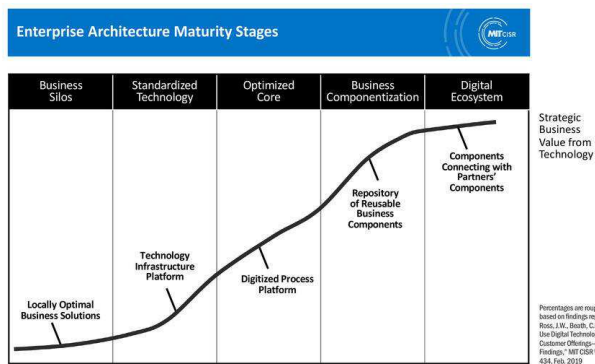 Enterprise Architecture Maturity Stages
MIT CISR
Business
Silos
Standardized
Technology
Optimized
Core
Business
Componentization
Digital
Ecosystem
Strategic
Business
Value from
Technology
Components
Connecting with
Partners'
Components
Repository
of Reusable
Business
Components
Technology
Infrastructure
Platform
Digitized Process
Platform
Locally Optimal
Business Solutions
Percentages are
based on findings
Ross, J.W., Beath, C.
Use Digital
Customer Offerings—
Findings," MIT CISR
434, Feb. 2019